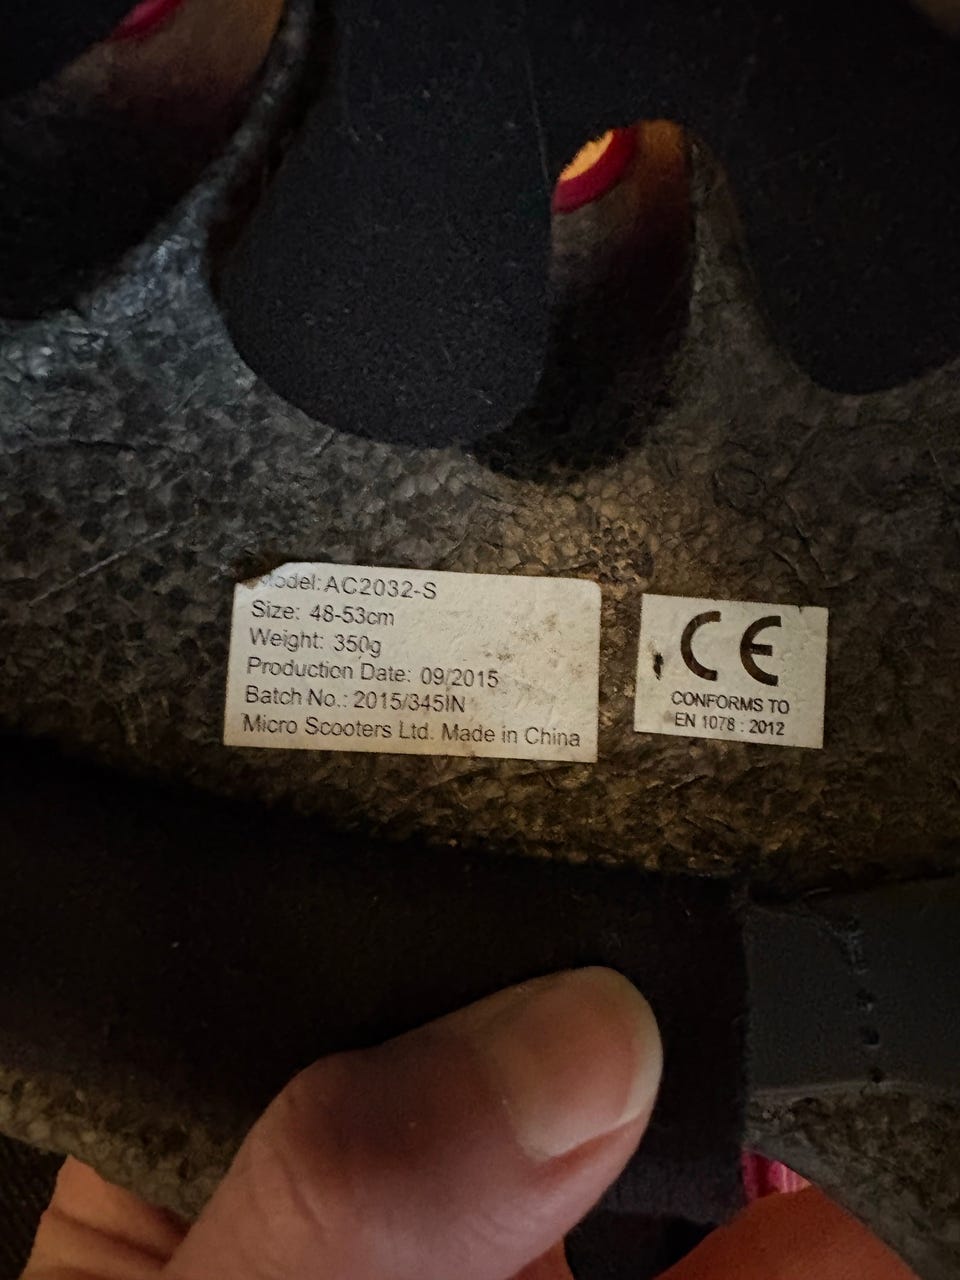 Model: AC2032-S
Size: 48-53cm
Weight: 350g
Production Date: 09/2015
Batch No.: 2015/345IN
Micro Scooters Ltd. Made in China
CE
CONFORMS TO
EN 1078 : 2012